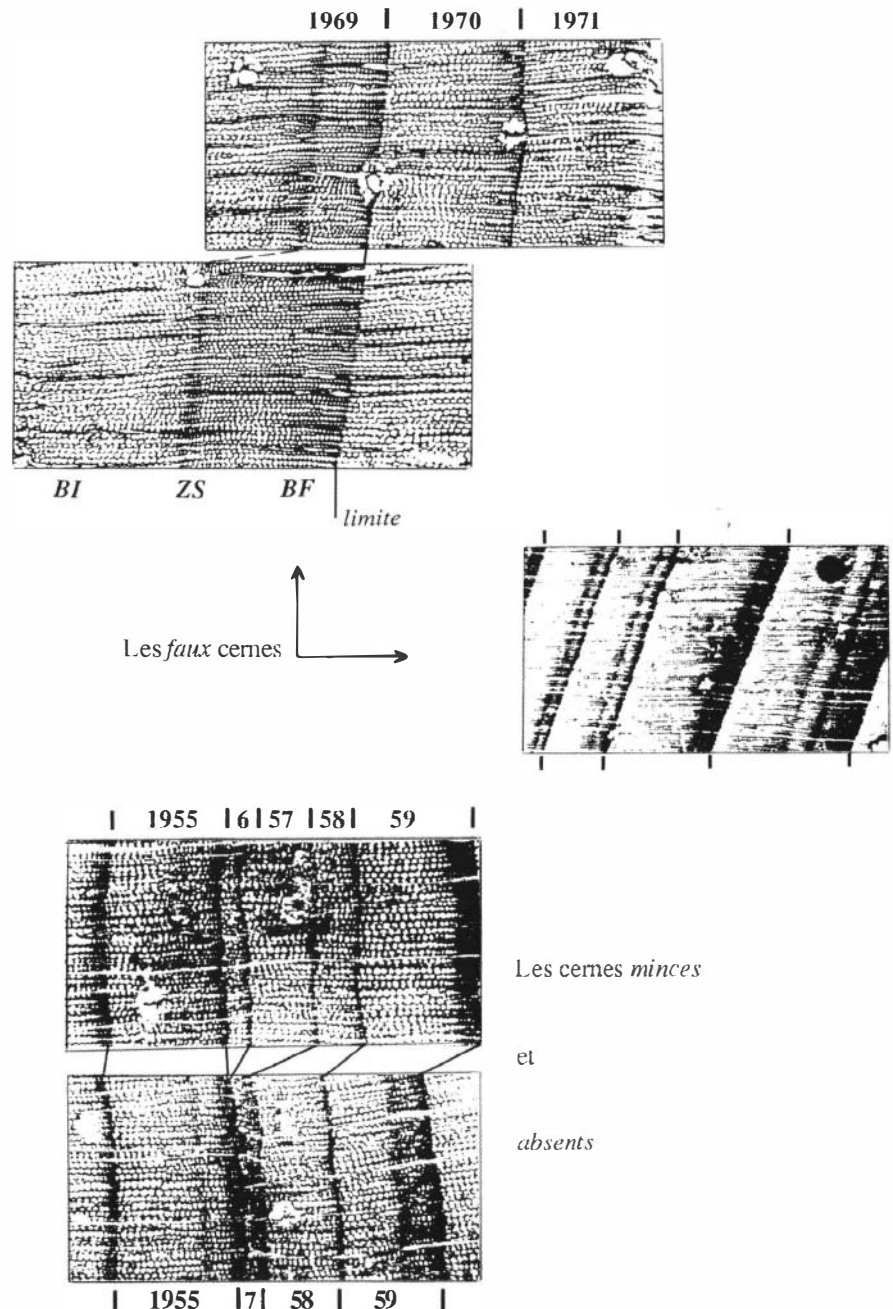 1969 | 1970 | 1971
BI ZS BF
limite
Les faux cernes
| 1955 | 6 | 57 | 58 | 59 |
Les cernes minces
et
absents
| 1955 | 7 | 58 | 59 |